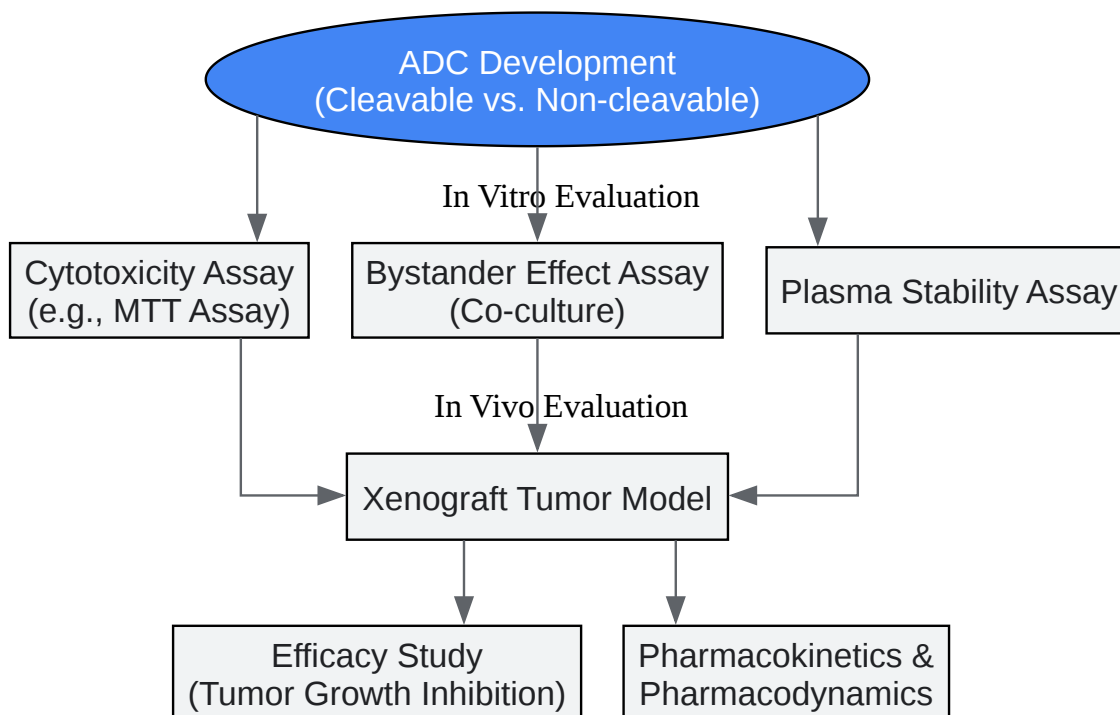 ADC Development
(Cleavable vs. Non-cleavable)
In Vitro Evaluation
Cytotoxicity Assay
(e.g., MTT Assay)
Bystander Effect Assay
(Co-culture)
Plasma Stability Assay
In Vivo Evaluation
Xenograft Tumor Model
Efficacy Study
(Tumor Growth Inhibition)
Pharmacokinetics &
Pharmacodynamics